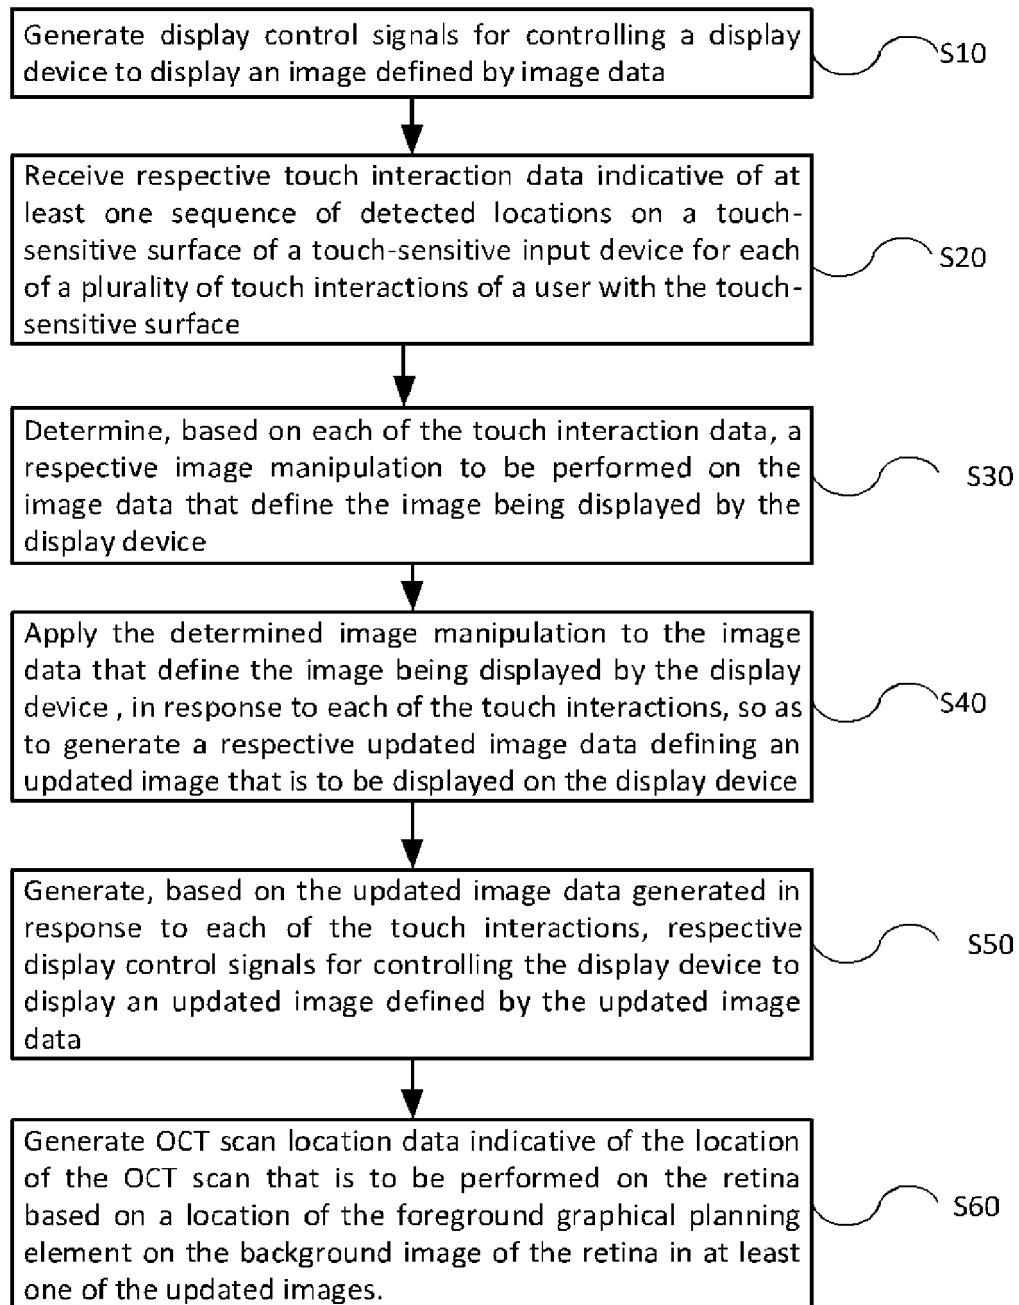 Generate display control signals for controlling a display
device to display an image defined by image data
S10
Receive respective touch interaction data indicative of at
least one sequence of detected locations on a touch-
sensitive surface of a touch-sensitive input device for each
of a plurality of touch interactions of a user with the touch-
sensitive surface
S20
Determine, based on each of the touch interaction data, a
respective image manipulation to be performed on the
image data that define the image being displayed by the
display device
S30
Apply the determined image manipulation to the image
data that define the image being displayed by the display
device , in response to each of the touch interactions, so as
to generate a respective updated image data defining an
updated image that is to be displayed on the display device
S40
Generate, based on the updated image data generated in
response to each of the touch interactions, respective
display control signals for controlling the display device to
display an updated image defined by the updated image
data
S50
Generate OCT scan location data indicative of the location
of the OCT scan that is to be performed on the retina
based on a location of the foreground graphical planning
element on the background image of the retina in at least
one of the updated images.
S60